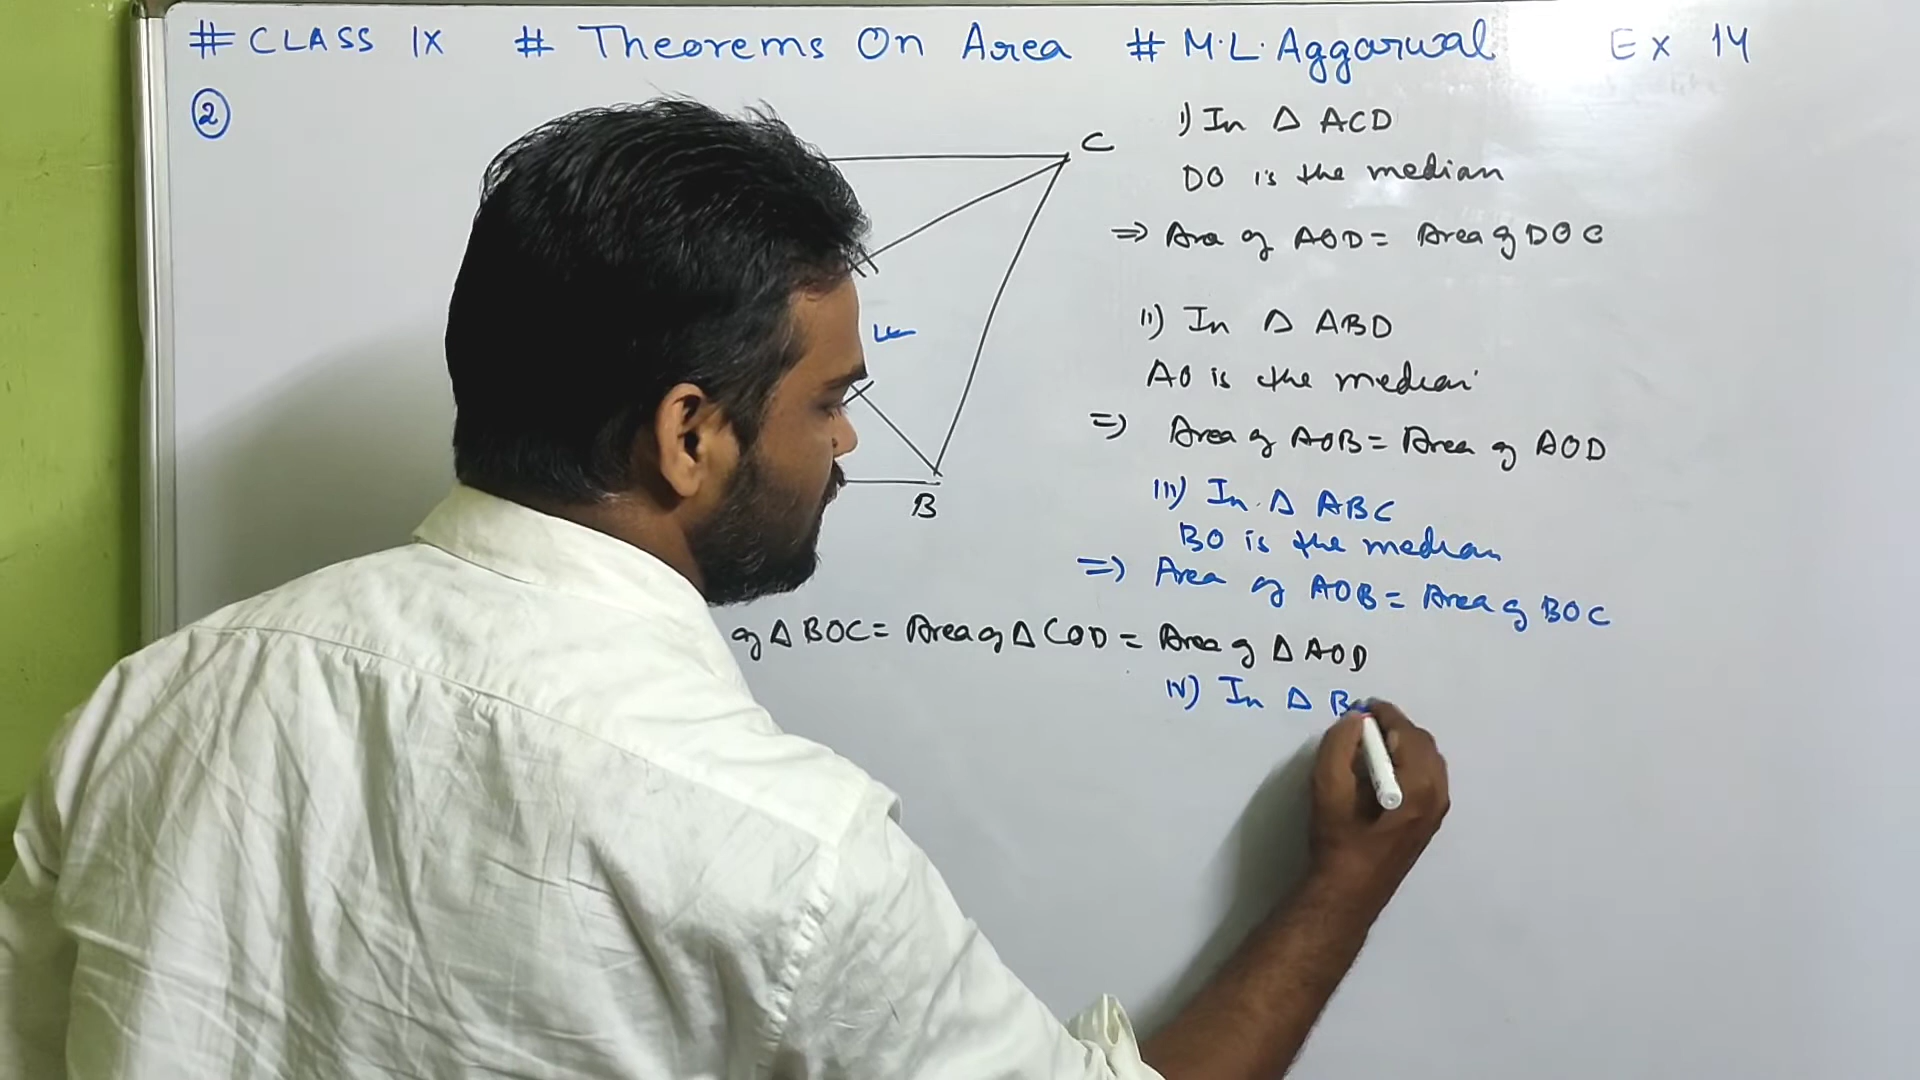 # CLASS IX # Theorems On Area # M.L. Aggarwal Ex 14
2
C
B
i) In Δ ACD
DO is the median
⇒ Area of AOD = Area of DOC
ii) In Δ ABD
AO is the median
⇒ Area of AOB = Area of AOD
iii) In Δ ABC
BO is the median
⇒ Area of AOB = Area of BOC
of Δ BOC = Area of Δ COD = Area of Δ AOD
iv) In Δ B